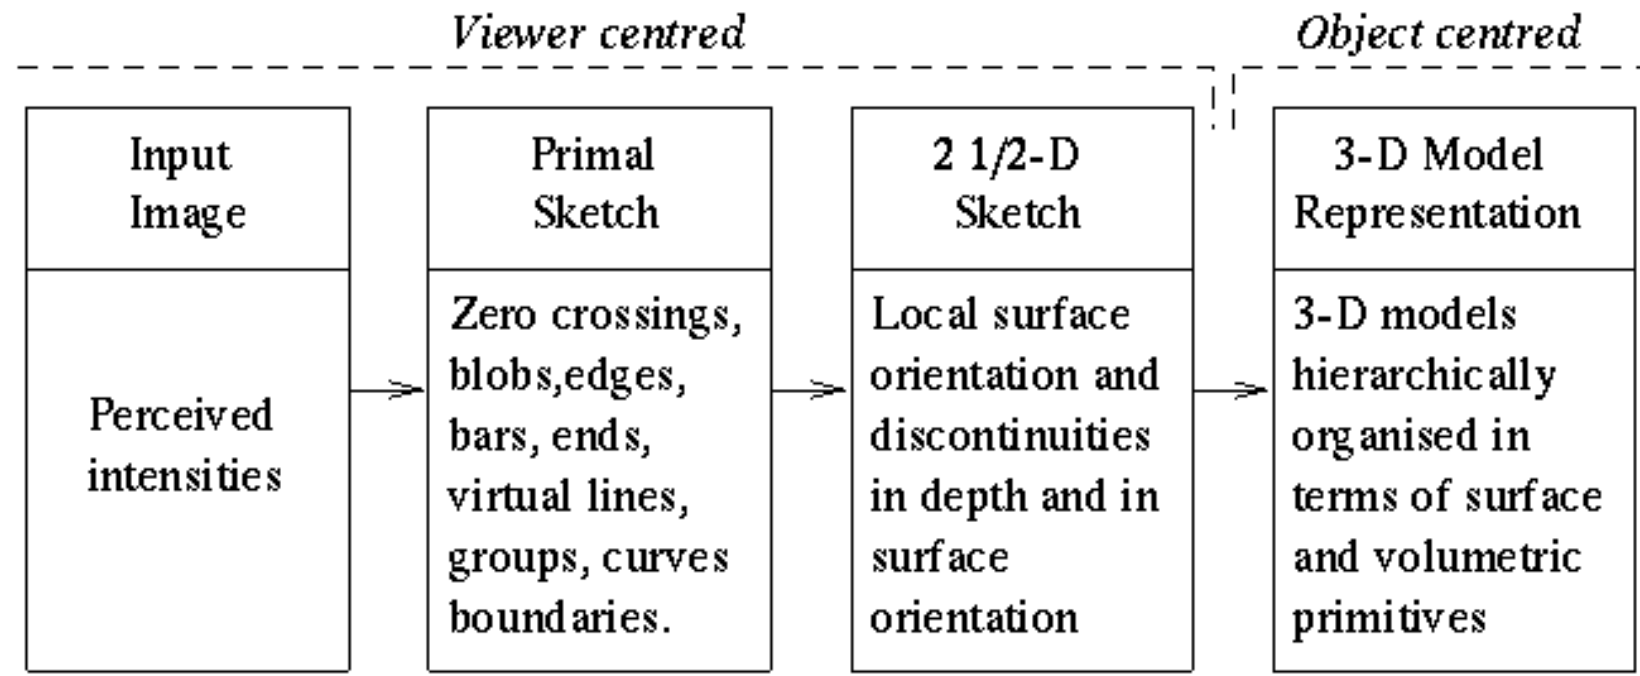 Viewer centred
Object centred
Input
Image
Perceived
intensities
Primal
Sketch
Zero crossings,
blobs,edges,
bars, ends,
virtual lines,
groups, curves
boundaries.
2 1/2-D
Sketch
Local surface
orientation and
discontinuities
in depth and in
surface
orientation
3-D Model
Representation
3-D models
hierarchically
organised in
terms of surface
and volumetric
primitives